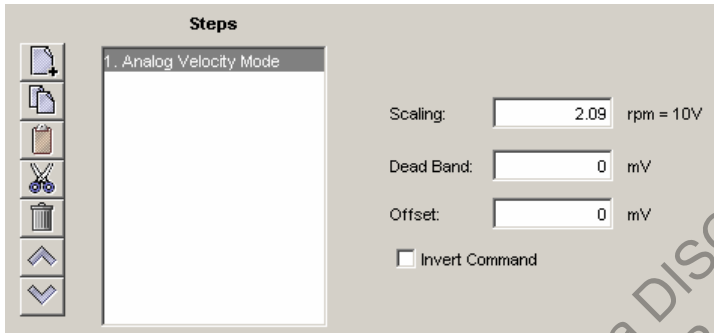 Steps
1. Analog Velocity Mode
Scaling: 2.09 rpm = 10V
Dead Band: 0 mV
Offset: 0 mV
Invert Command
DISC